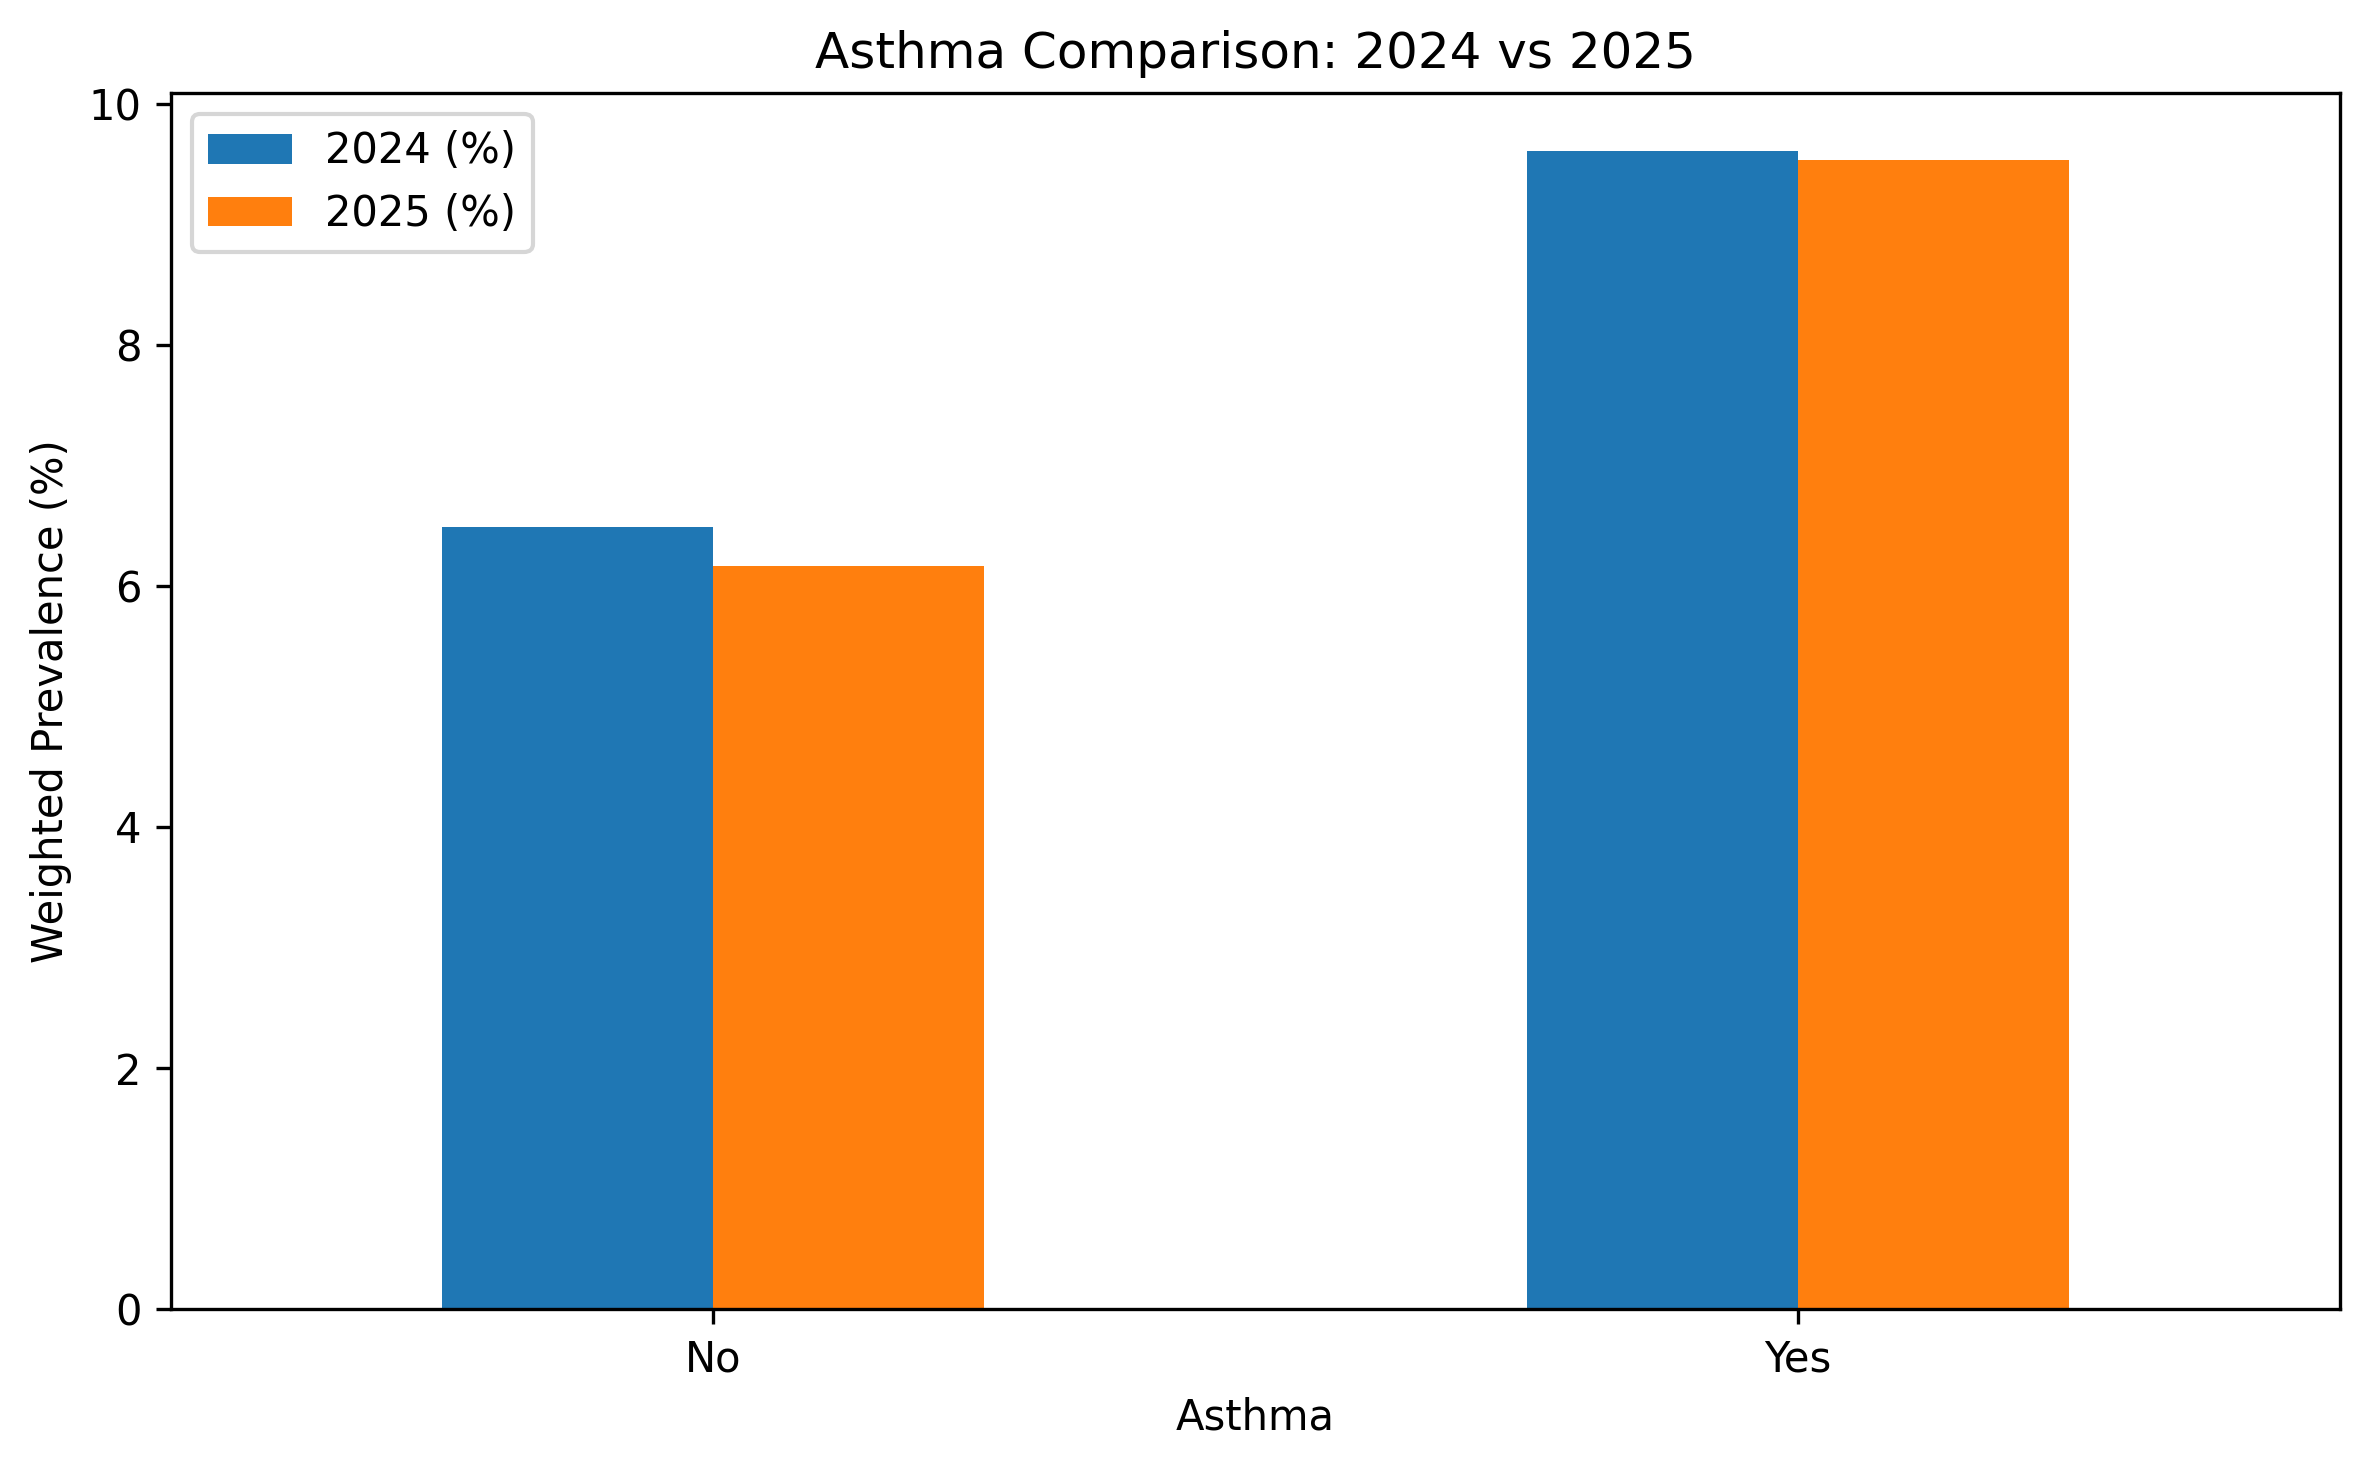 Asthma Comparison: 2024 vs 2025
10
8
6
4
2
0
Weighted Prevalence (%)
2024 (%)
2025 (%)
No
Yes
Asthma